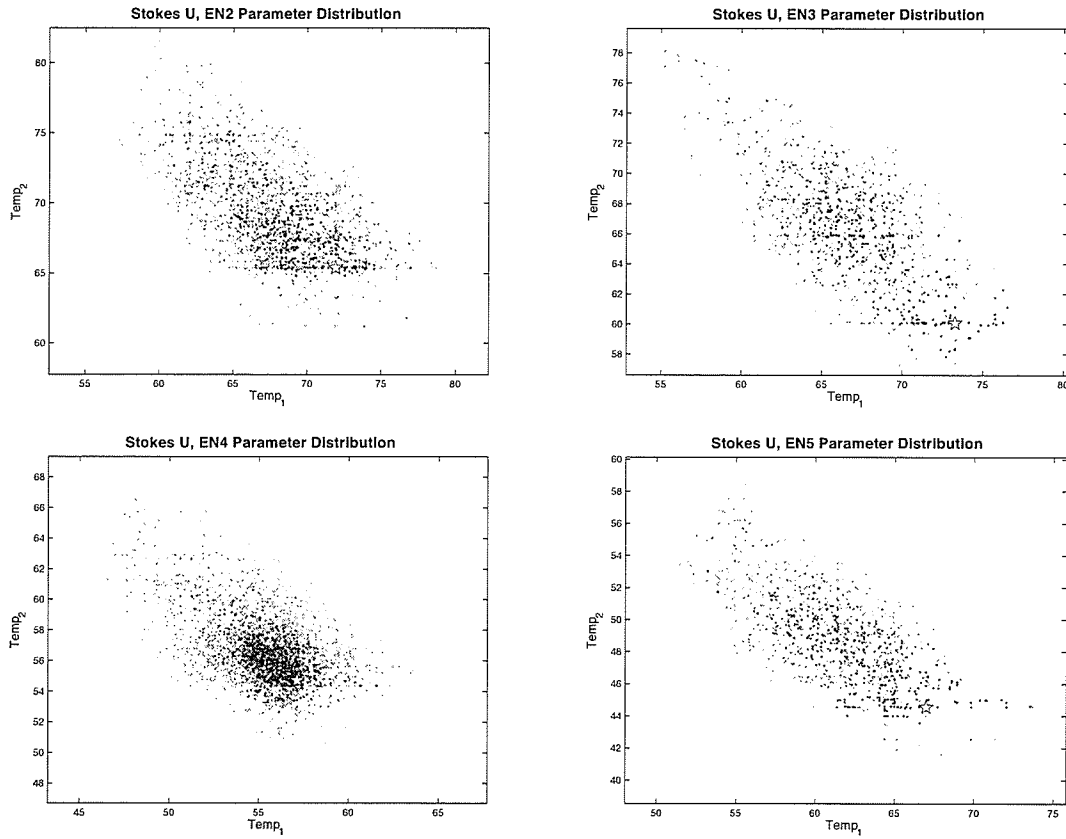 Stokes U, EN2 Parameter Distribution
80
75
70
65
60
Temp2
55 60 65 70 75 80
Temp1
Stokes U, EN3 Parameter Distribution
78
76
74
72
70
68
66
64
62
60
58
Temp2
55 60 65 70 75 80
Temp1
Stokes U, EN4 Parameter Distribution
68
66
64
62
60
58
56
54
52
50
48
Temp2
45 50 55 60 65
Temp1
Stokes U, EN5 Parameter Distribution
60
58
56
54
52
50
48
46
44
42
40
Temp2
50 55 60 65 70 75
Temp1